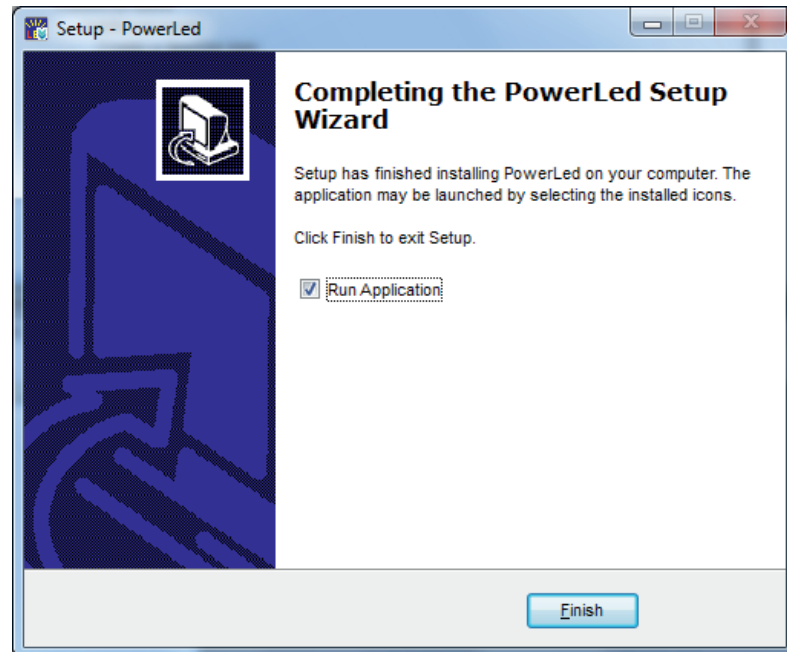 Setup - PowerLed
Completing the PowerLed Setup
Wizard
Setup has finished installing PowerLed on your computer. The
application may be launched by selecting the installed icons.
Click Finish to exit Setup.
Run Application
Finish